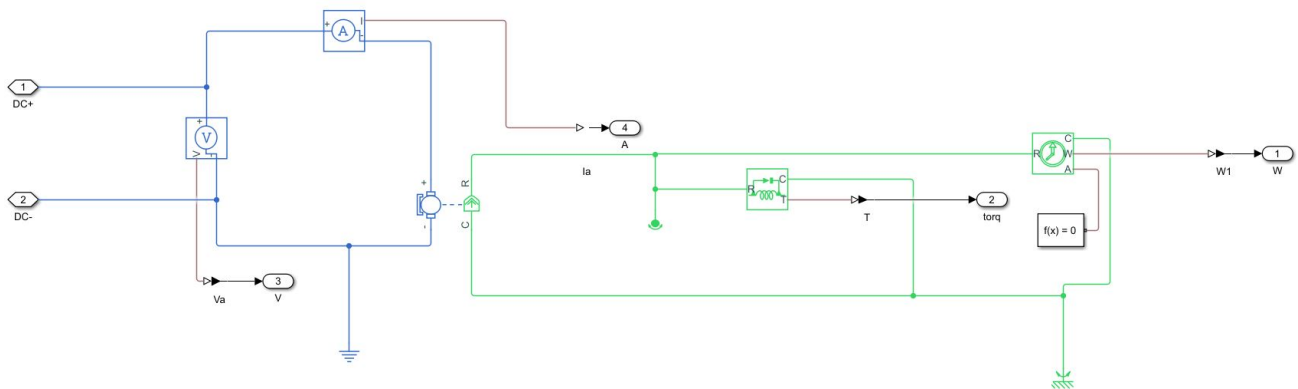 +
A
I
-
1
DC+
+
V
V
-
4
A
2
DC-
+
-
R
C
Ia
R
C
T
T
2
torq
R
C
W
A
W1
1
W
f(x) = 0
Va
3
V